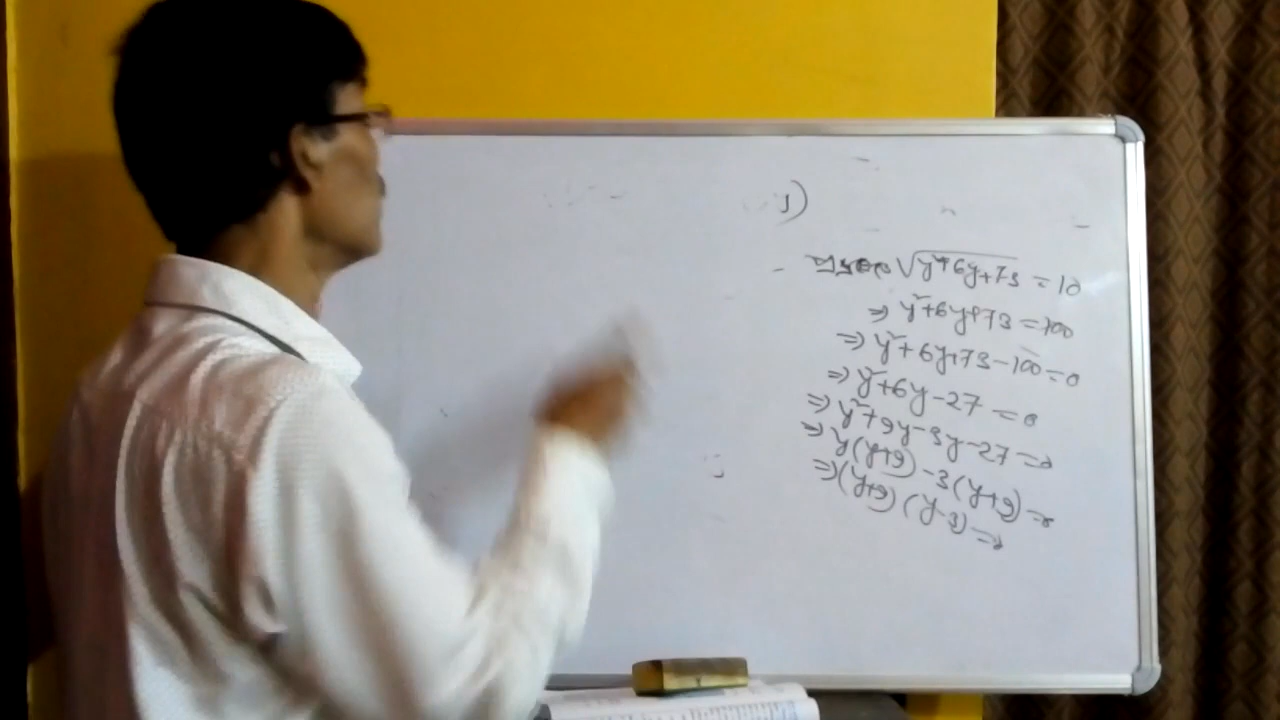 1)
√y²+6y+73 = 10
⇒ y²+6y+73 = 100
⇒ y²+6y+73-100 = 0
⇒ y²+6y-27 = 0
⇒ y²+9y-3y-27 = 0
⇒ y(y+9)-3(y+9) = 0
⇒ (y+9)(y-3) = 0